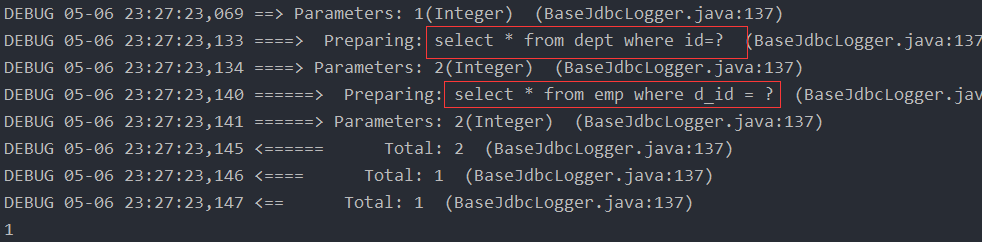 DEBUG 05-06 23:27:23,069 ==> Parameters: 1(Integer)  (BaseJdbcLogger.java:137)
DEBUG 05-06 23:27:23,133 ====>  Preparing: select * from dept where id=?  (BaseJdbcLogger.java:137
DEBUG 05-06 23:27:23,134 ====> Parameters: 2(Integer)  (BaseJdbcLogger.java:137)
DEBUG 05-06 23:27:23,140 ======>  Preparing: select * from emp where d_id = ?  (BaseJdbcLogger.jav
DEBUG 05-06 23:27:23,141 ======> Parameters: 2(Integer)  (BaseJdbcLogger.java:137)
DEBUG 05-06 23:27:23,145 <======      Total: 2  (BaseJdbcLogger.java:137)
DEBUG 05-06 23:27:23,146 <====      Total: 1  (BaseJdbcLogger.java:137)
DEBUG 05-06 23:27:23,147 <==      Total: 1  (BaseJdbcLogger.java:137)
1